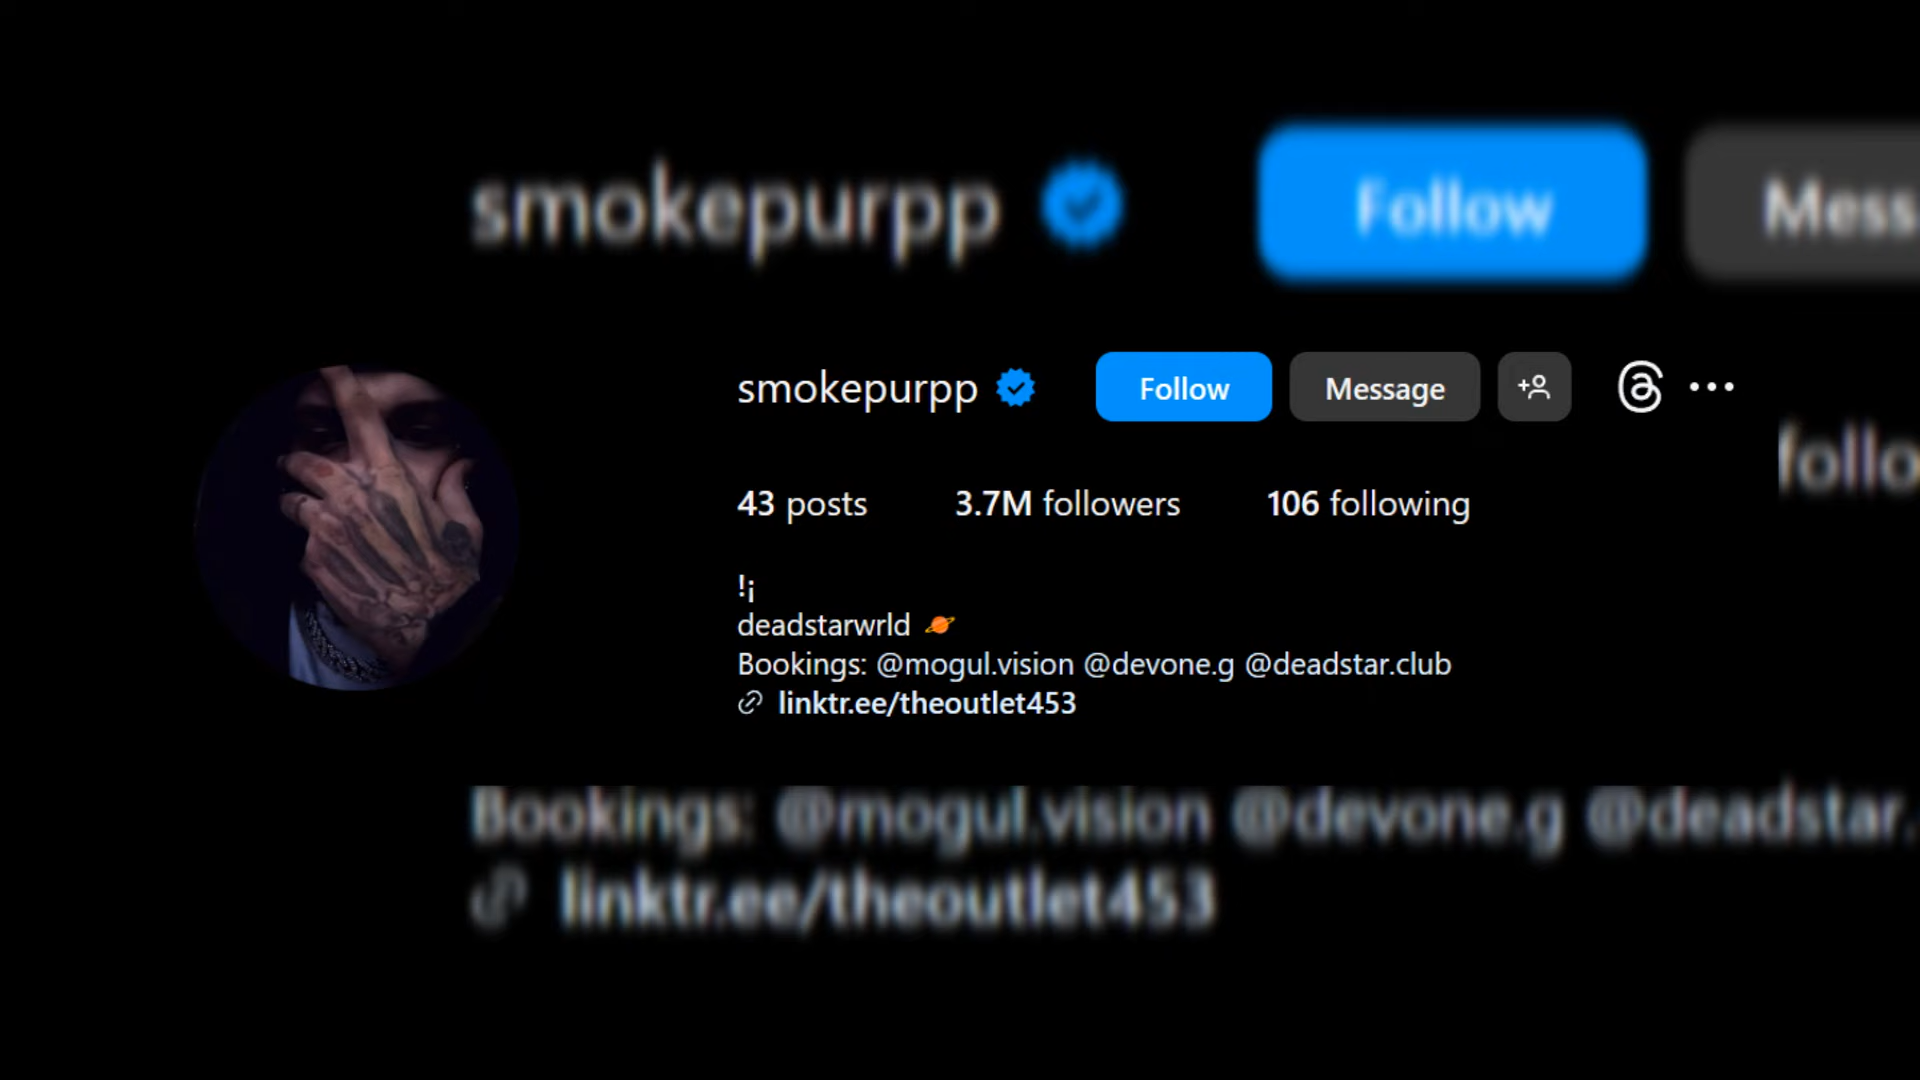 smokepurpp Follow Mess
smokepurpp Follow Message
follo
43 posts 3.7M followers 106 following
!¡
deadstarwrld 🪐
Bookings: @mogul.vision @devone.g @deadstar.club
linktr.ee/theoutlet453
Bookings: @mogul.vision @devone.g @deadstar.
linktr.ee/theoutlet453